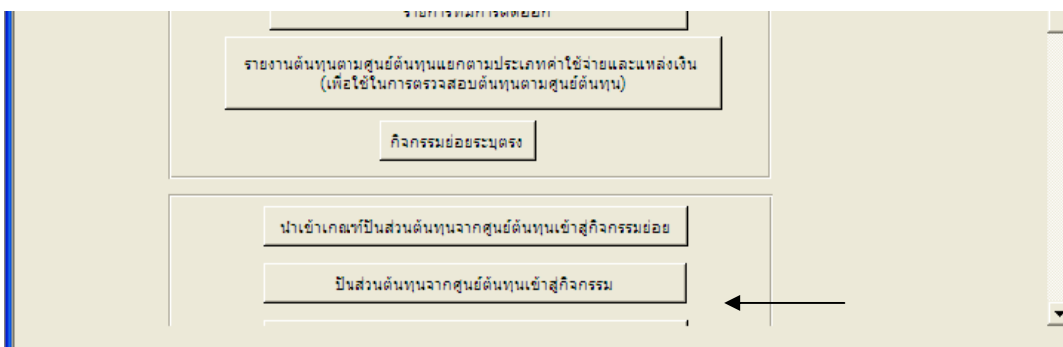 รายงานต้นทุนตามศูนย์ต้นทุนแยกตามประเภทค่าใช้จ่ายและแหล่งเงิน
(เพื่อใช้ในการตรวจสอบต้นทุนตามศูนย์ต้นทุน)
กิจกรรมย่อยระบุตรง
นำเข้าเกณฑ์ปันส่วนต้นทุนจากศูนย์ต้นทุนเข้าสู่กิจกรรมย่อย
ปันส่วนต้นทุนจากศูนย์ต้นทุนเข้าสู่กิจกรรม